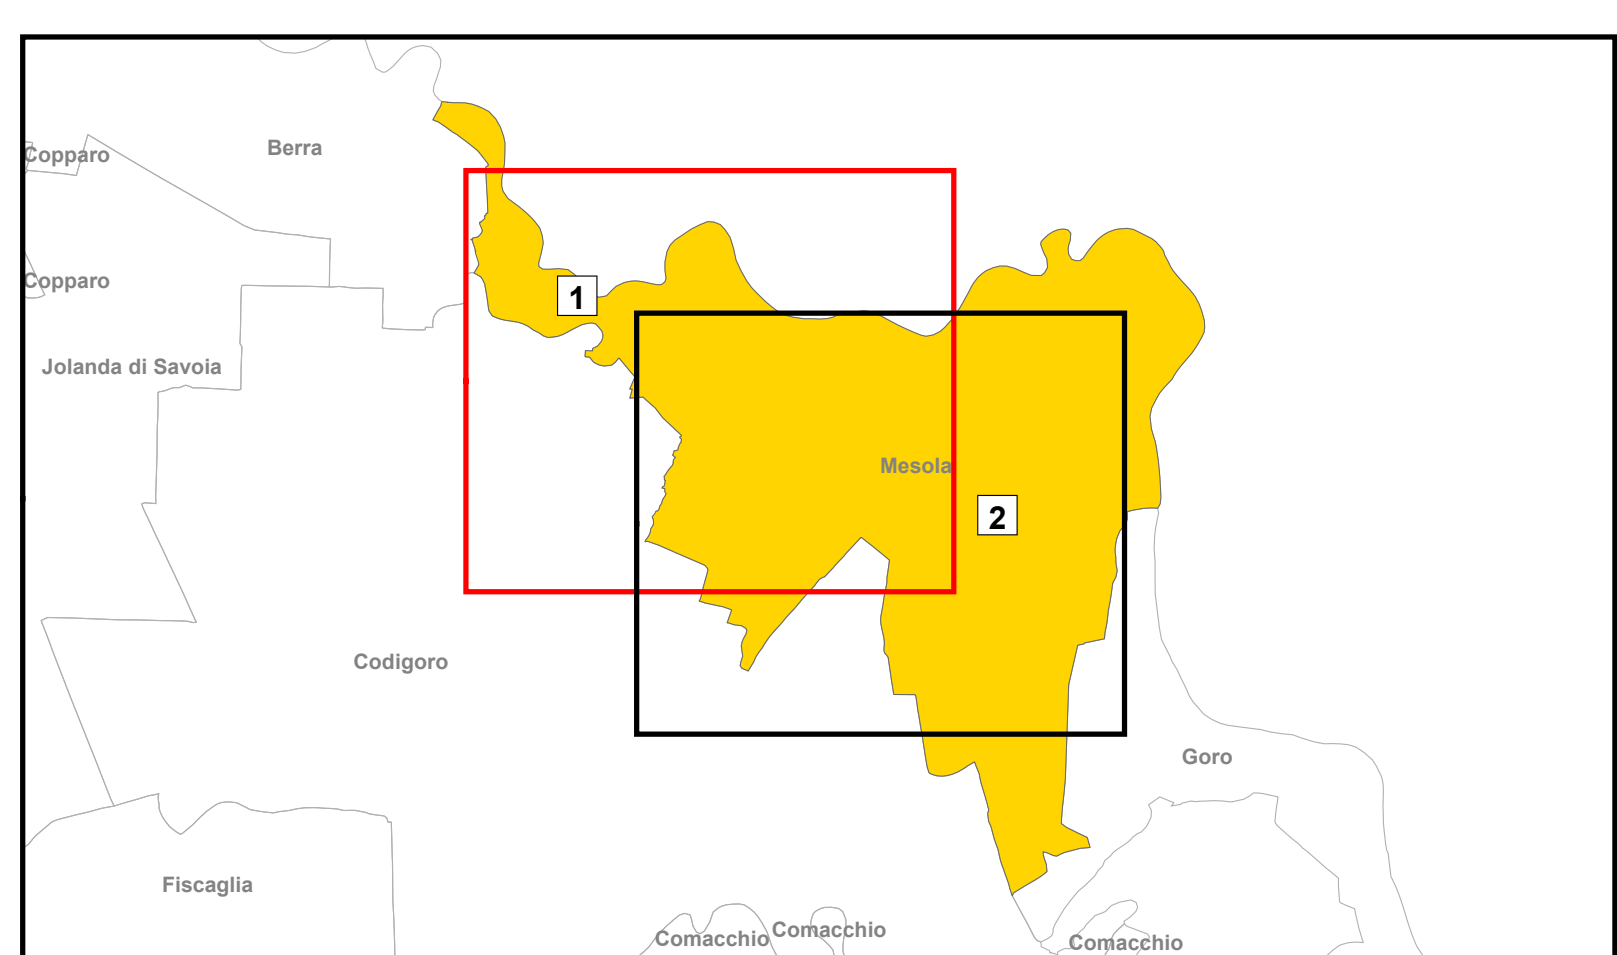 Berra
Copparo
Copparo
1
Jolanda di Savoia
Mesola
2
Codigoro
Goro
Fiscaglia
Comacchio
Comacchio
Comacchio